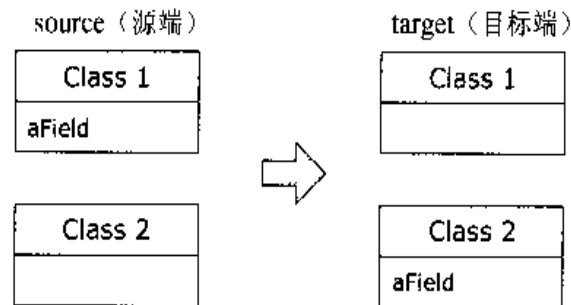 source（源端）
target（目标端）
Class 1
Class 1
aField
Class 2
Class 2
aField